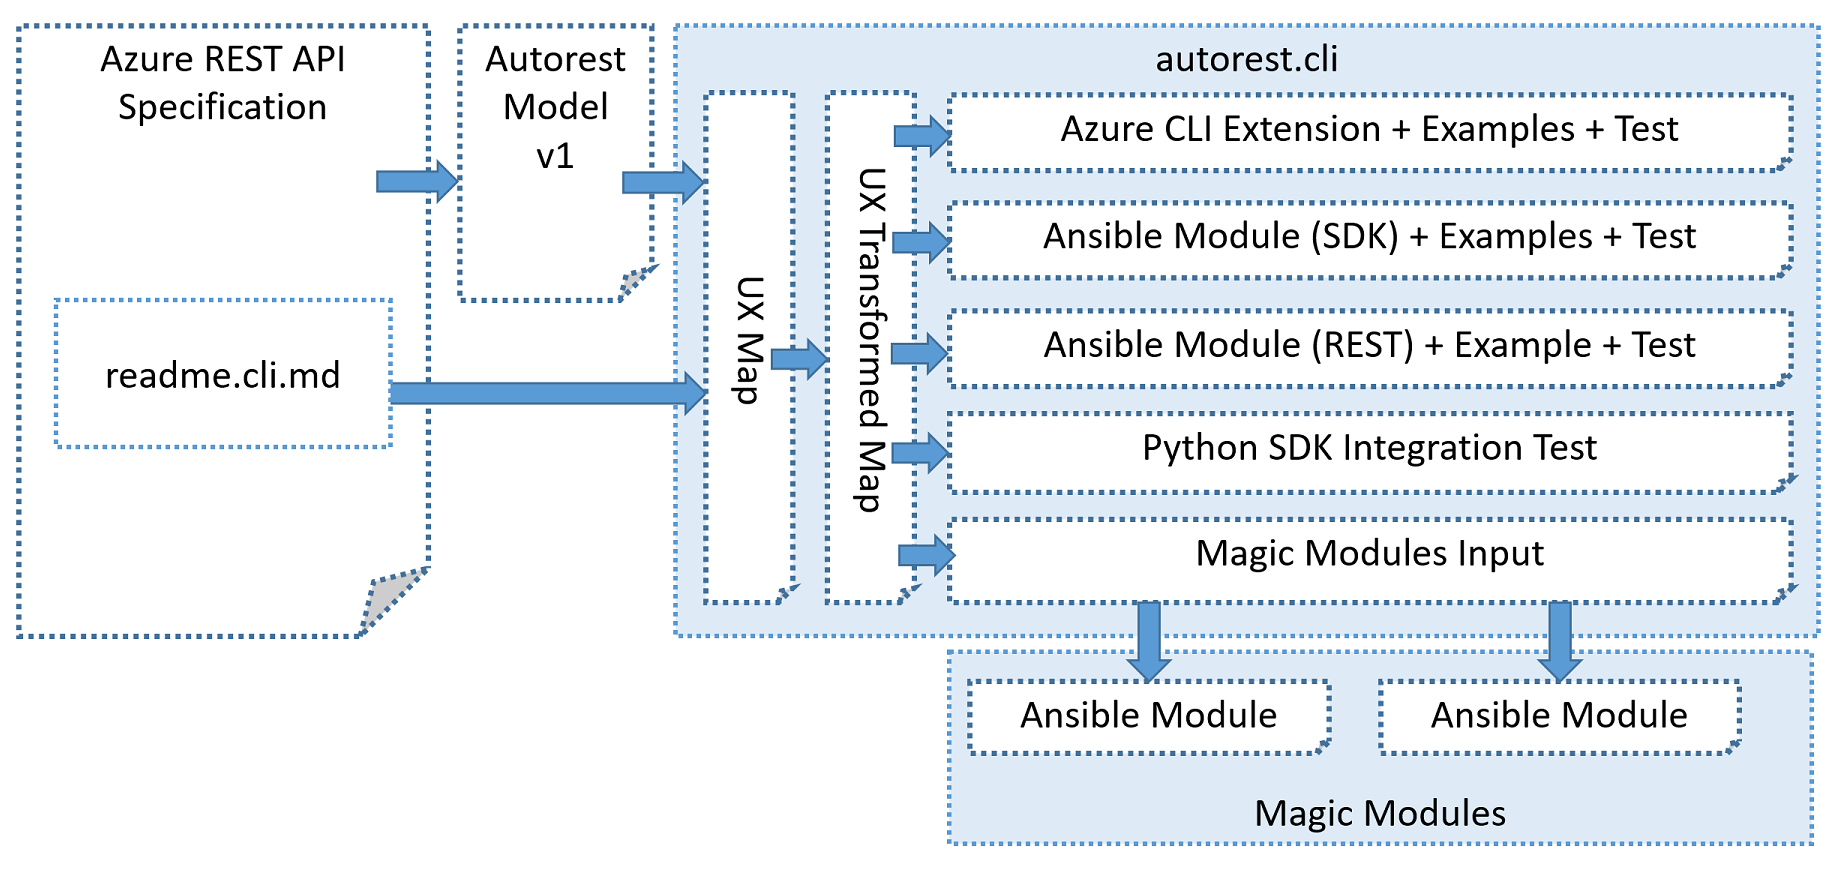 Azure REST API
Specification
readme.cli.md
Autorest
Model
v1
autorest.cli
UX Map
UX Transformed Map
Azure CLI Extension + Examples + Test
Ansible Module (SDK) + Examples + Test
Ansible Module (REST) + Example + Test
Python SDK Integration Test
Magic Modules Input
Ansible Module
Ansible Module
Magic Modules